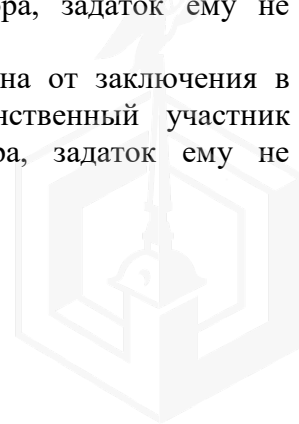 ра, задаток ему не
на от заключения в
нственный участник
ра, задаток ему не